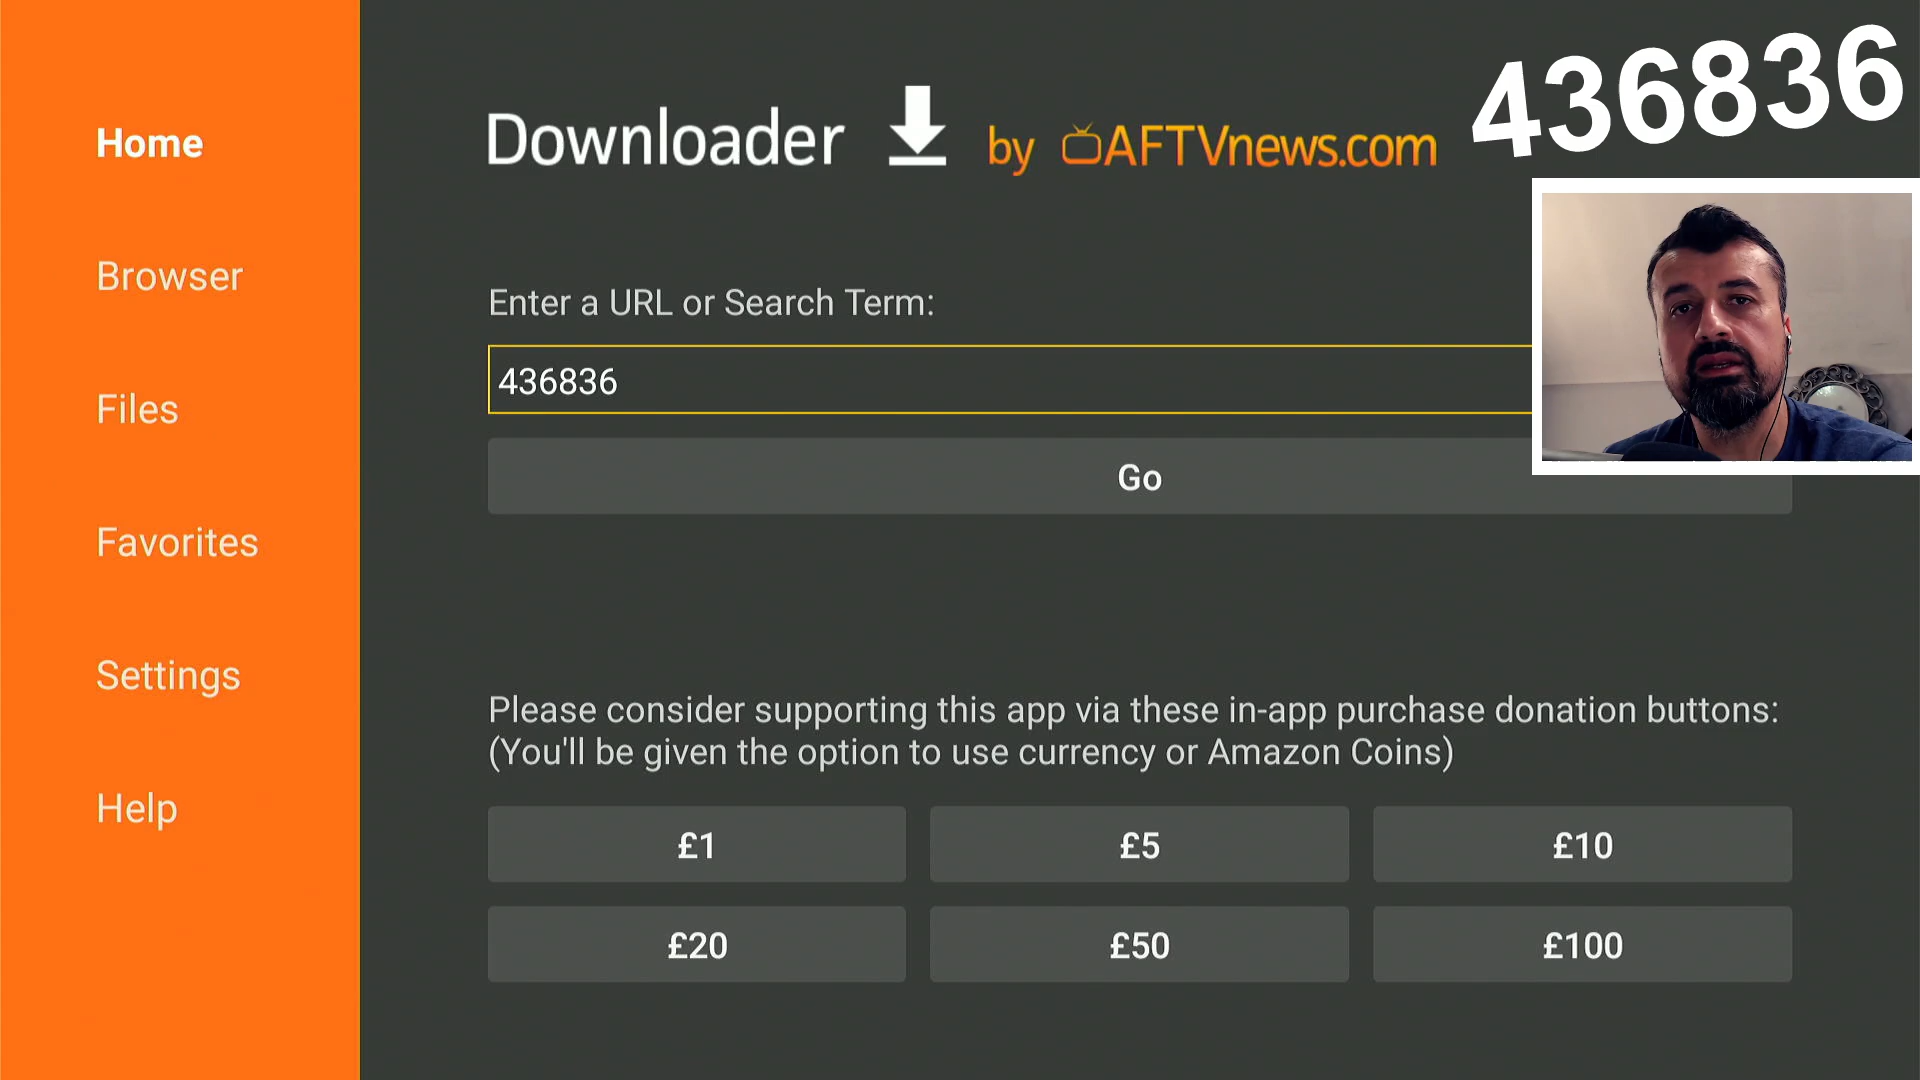 436836
Downloader by AFTVnews.com
Home
Browser
Files
Favorites
Settings
Help
Enter a URL or Search Term:
436836
Go
Please consider supporting this app via these in-app purchase donation buttons:
(You'll be given the option to use currency or Amazon Coins)
£1
£5
£10
£20
£50
£100